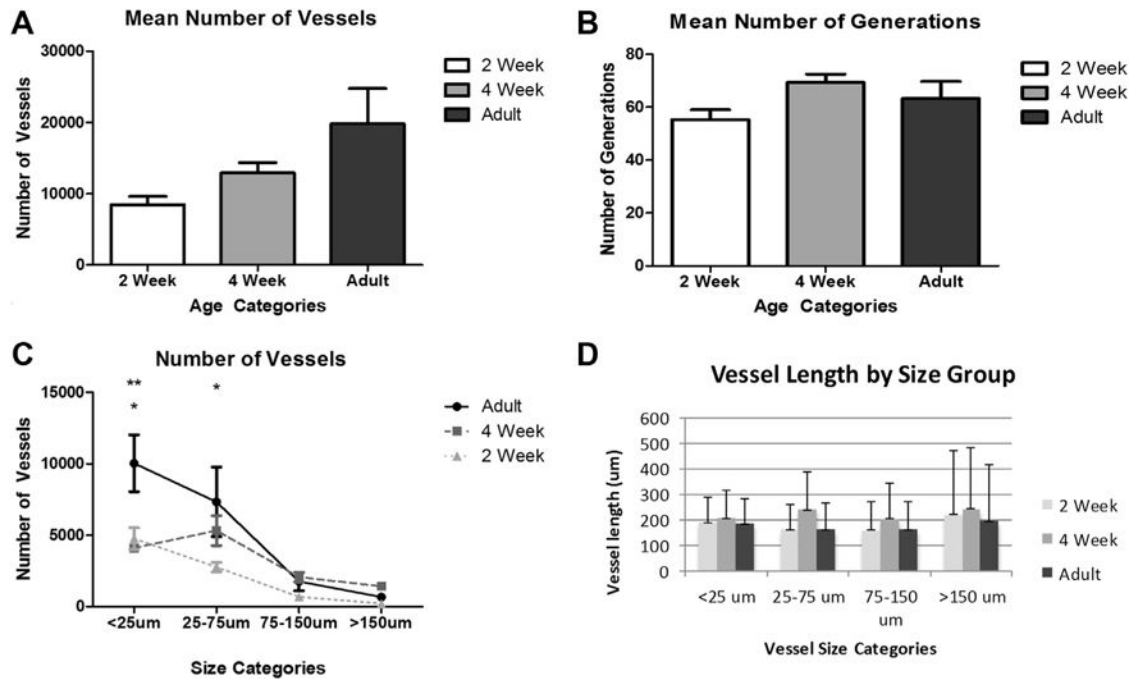 A
Mean Number of Vessels
Number of Vessels
30000
20000
10000
0
2 Week
4 Week
Adult
Age Categories
2 Week
4 Week
Adult
B
Mean Number of Generations
Number of Generations
80
60
40
20
0
2 Week
4 Week
Adult
Age Categories
2 Week
4 Week
Adult
C
Number of Vessels
Number of Vessels
15000
10000
5000
0
**
*
*
<25um
25-75um
75-150um
>150um
Size Categories
Adult
4 Week
2 Week
D
Vessel Length by Size Group
Vessel length (um)
600
500
400
300
200
100
0
<25 um
25-75 um
75-150
um
>150 um
Vessel Size Categories
2 Week
4 Week
Adult